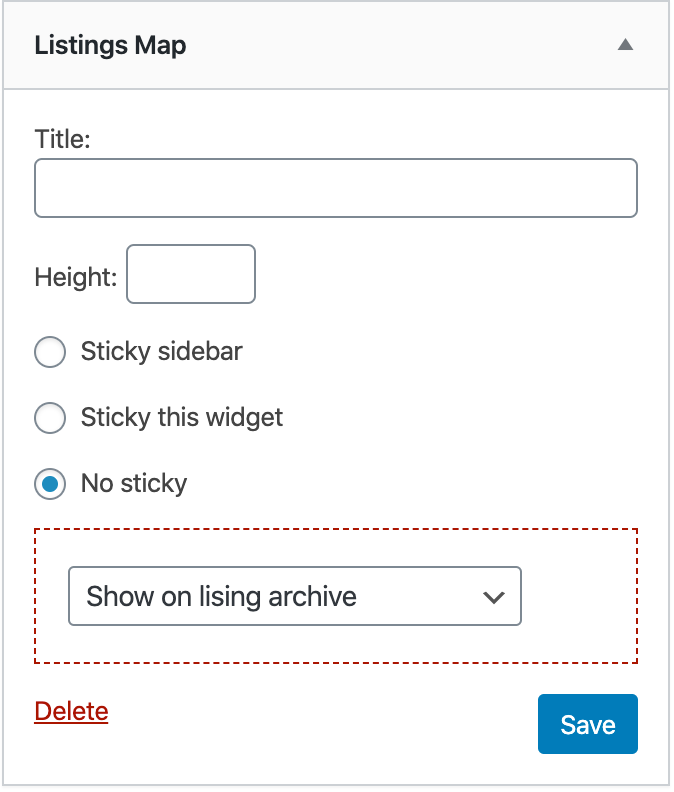 Listings Map
Title:
Height:
Sticky sidebar
Sticky this widget
No sticky
Show on lising archive
Delete
Save